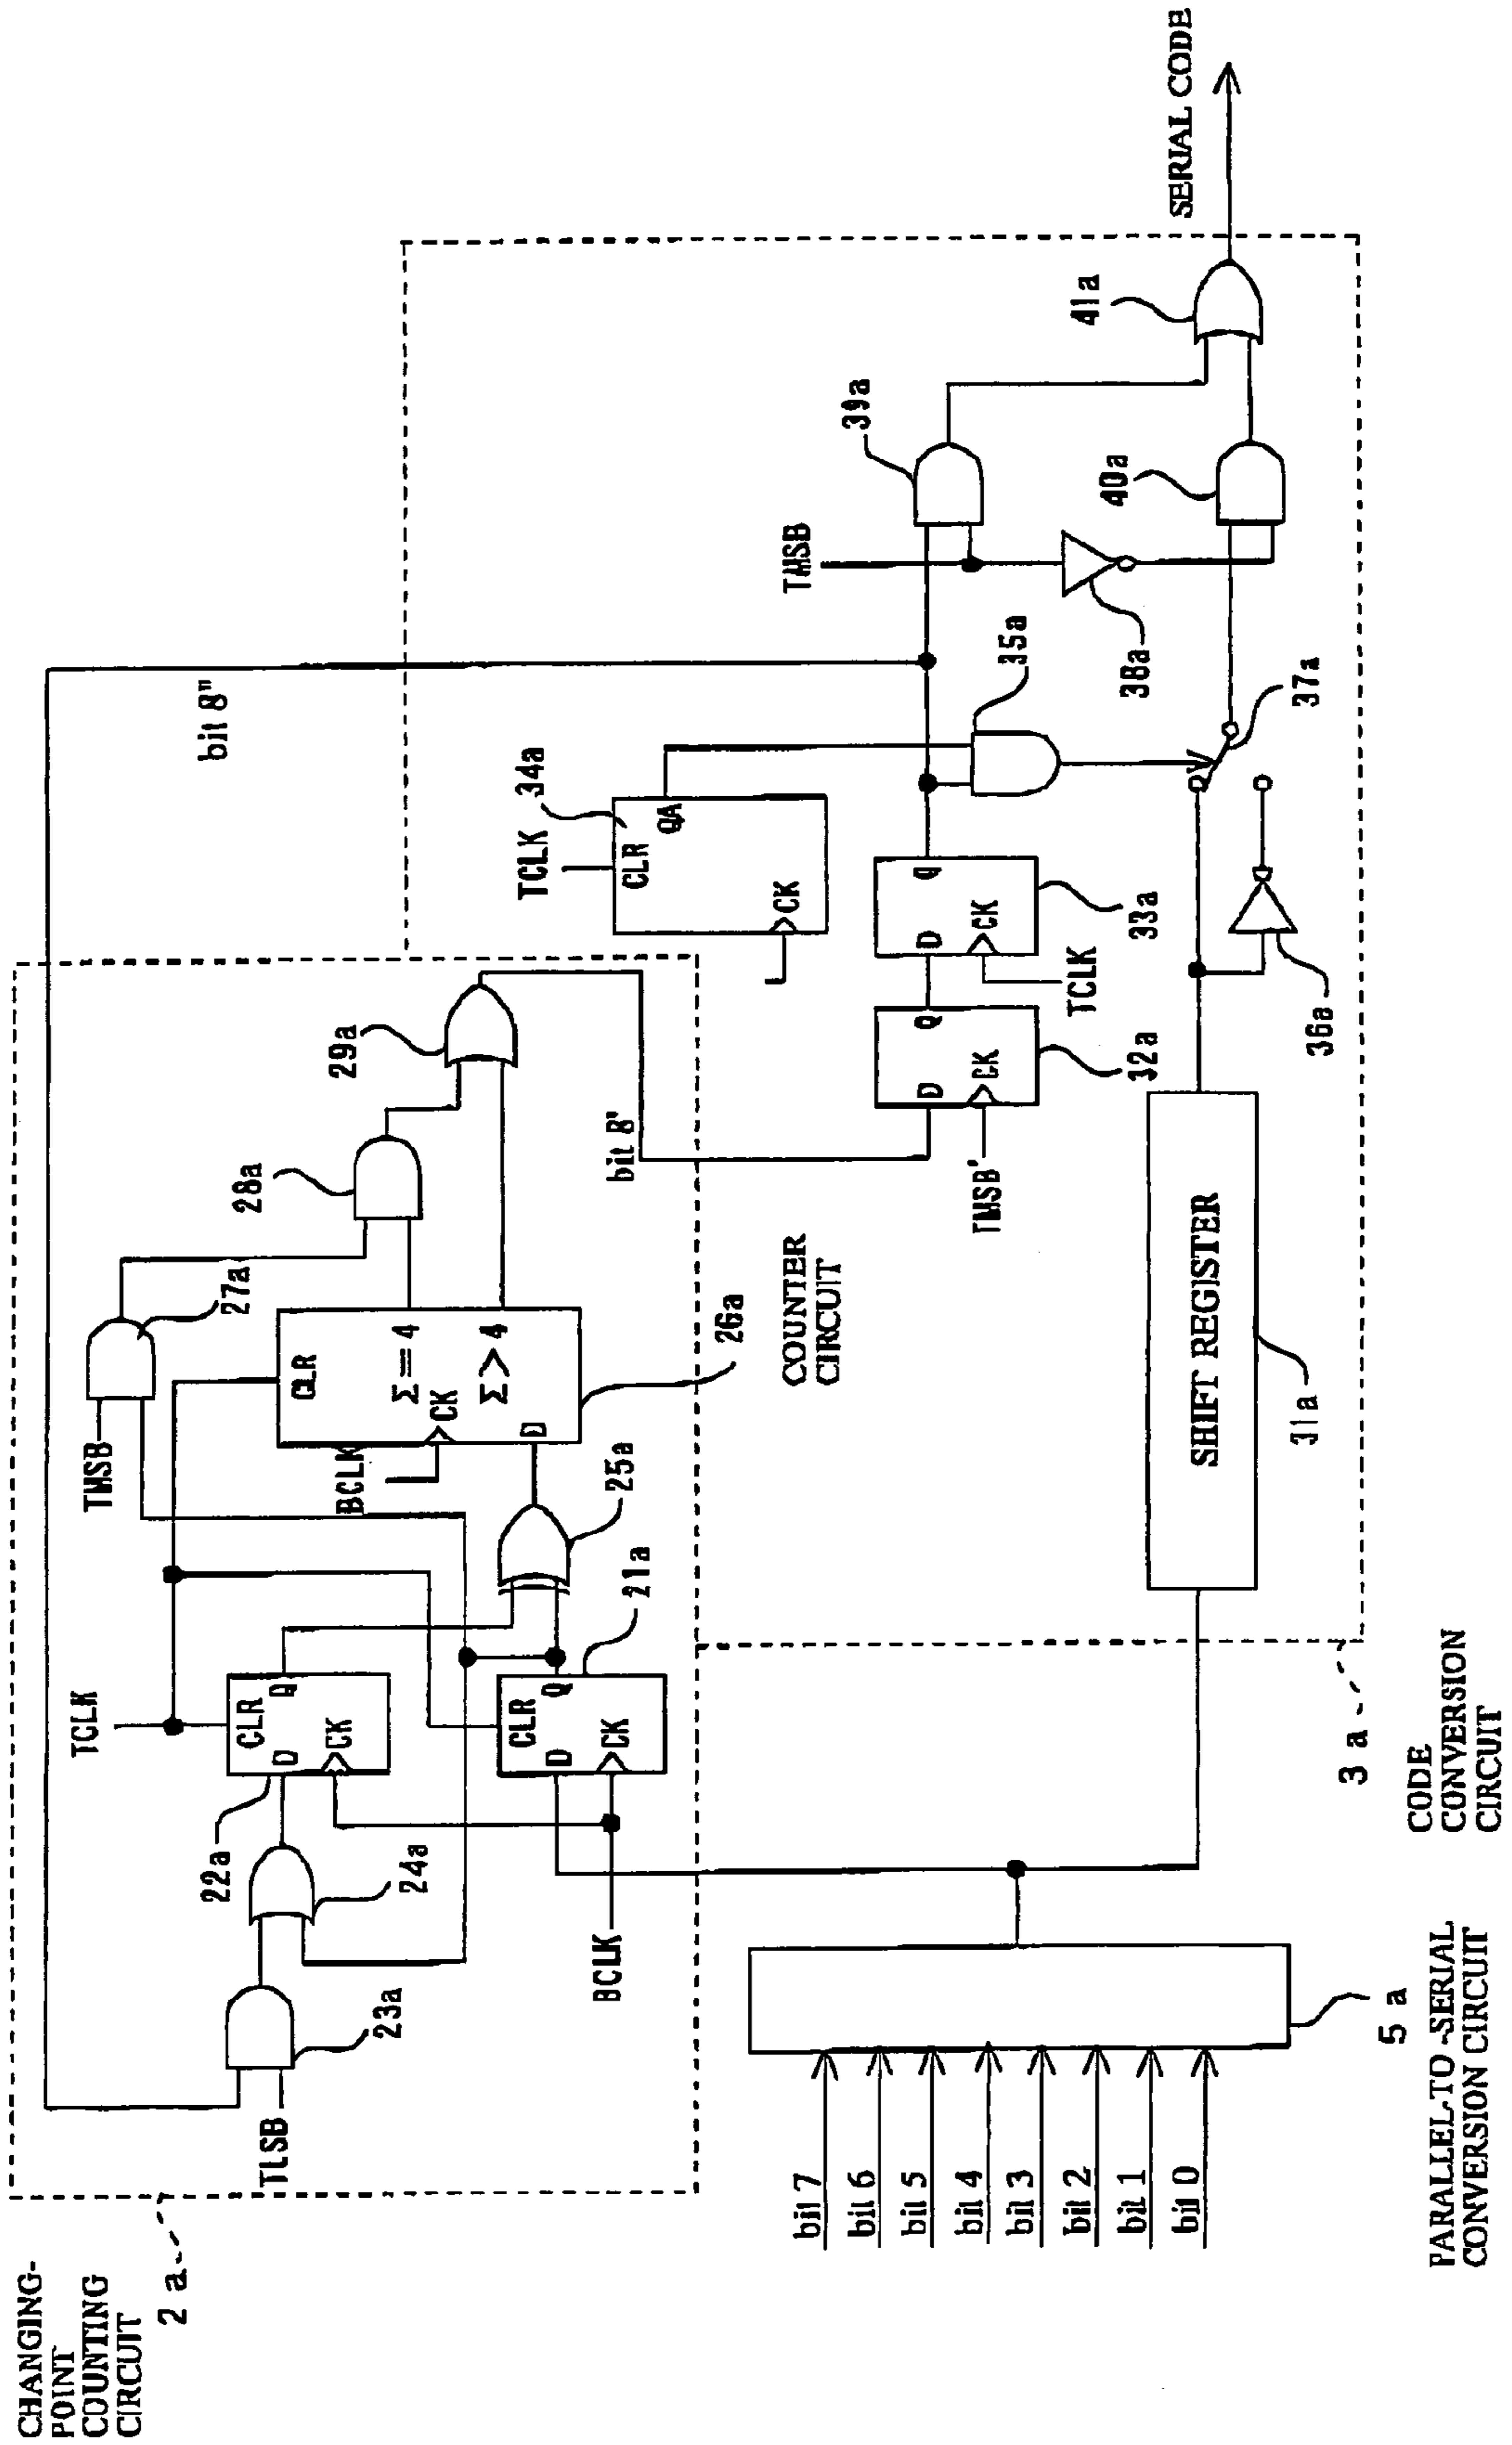 CHANGING-
POINT
COUNTING
CIRCUIT
2 a
TCLK
TMSB
27a
28a
29a
bit 8"
CLR
Σ=4
Σ>4
CK
D
26a
BCLK
25a
22a
CLR
Q
D
CK
21a
CLR
Q
D
CK
24a
23a
TLSB
BCLK
bit 8'
COUNTER
CIRCUIT
TCLK
34a
CLR
QA
CK
D
Q
CK
33a
TCLK
D
Q
CK
32a
TMSB'
35a
TMSB
39a
38a
40a
41a
37a
36a
SERIAL CODE
SHIFT REGISTER
31a
3 a
CODE
CONVERSION
CIRCUIT
bit 7
bit 6
bit 5
bit 4
bit 3
bit 2
bit 1
bit 0
5 a
PARALLEL-TO-SERIAL
CONVERSION CIRCUIT